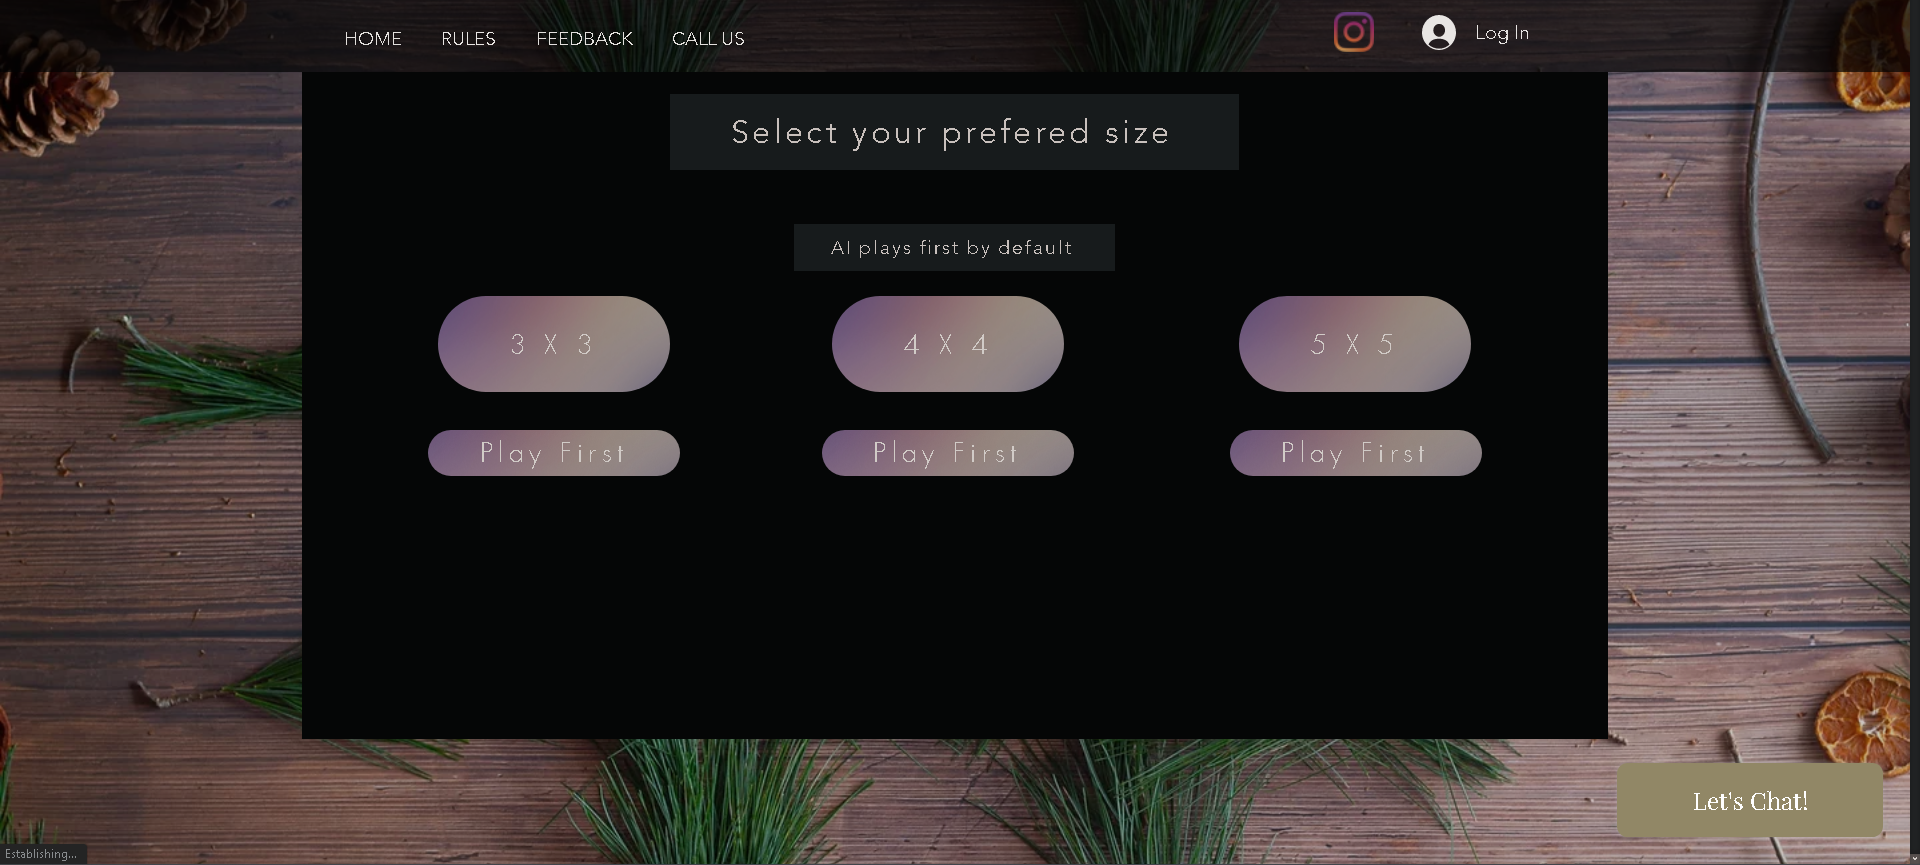 HOME RULES FEEDBACK CALL US Log In
Select your prefered size
AI plays first by default
3 X 3 4 X 4 5 X 5
Play First Play First Play First
Let's Chat!
Establishing...